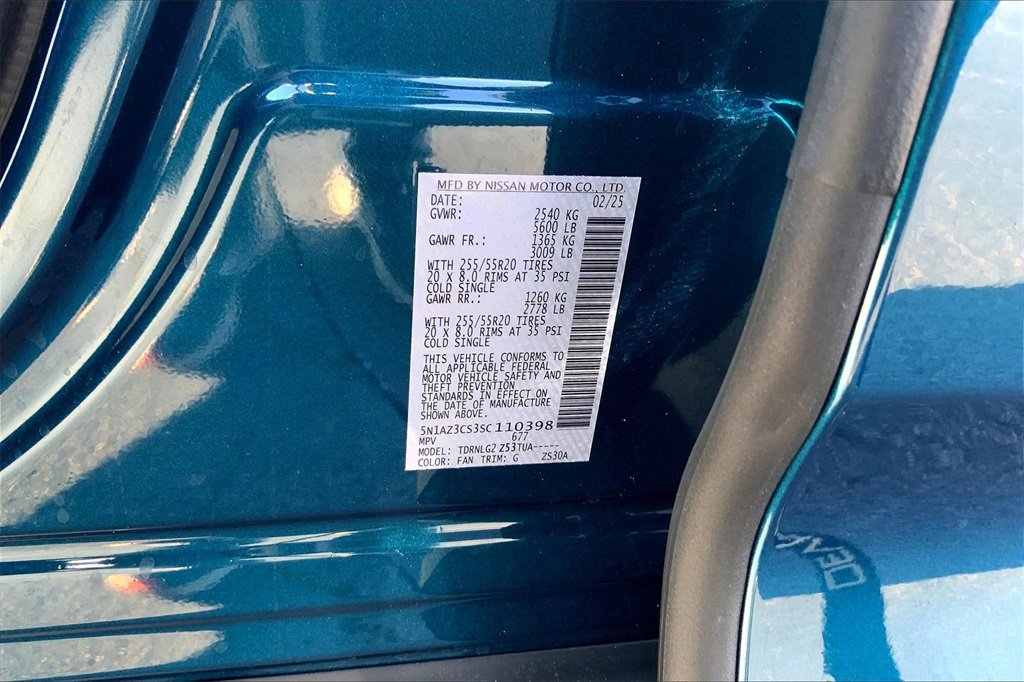 MFD BY NISSAN MOTOR CO., LTD.
DATE: 02/25
GVWR: 2540 KG
5600 LB
GAWR FR.: 1365 KG
3009 LB
WITH 255/55R20 TIRES
20 X 8.0 RIMS AT 35 PSI
COLD SINGLE
GAWR RR.: 1260 KG
2778 LB
WITH 255/55R20 TIRES
20 X 8.0 RIMS AT 35 PSI
COLD SINGLE
THIS VEHICLE CONFORMS TO
ALL APPLICABLE FEDERAL
MOTOR VEHICLE SAFETY AND
THEFT PREVENTION
STANDARDS IN EFFECT ON
THE DATE OF MANUFACTURE
SHOWN ABOVE.
5N1AZ3CS3SC110398
MPV 677
MODEL: TDRNLG2 Z53TUA-----
COLOR: FAN TRIM: G ZS30A